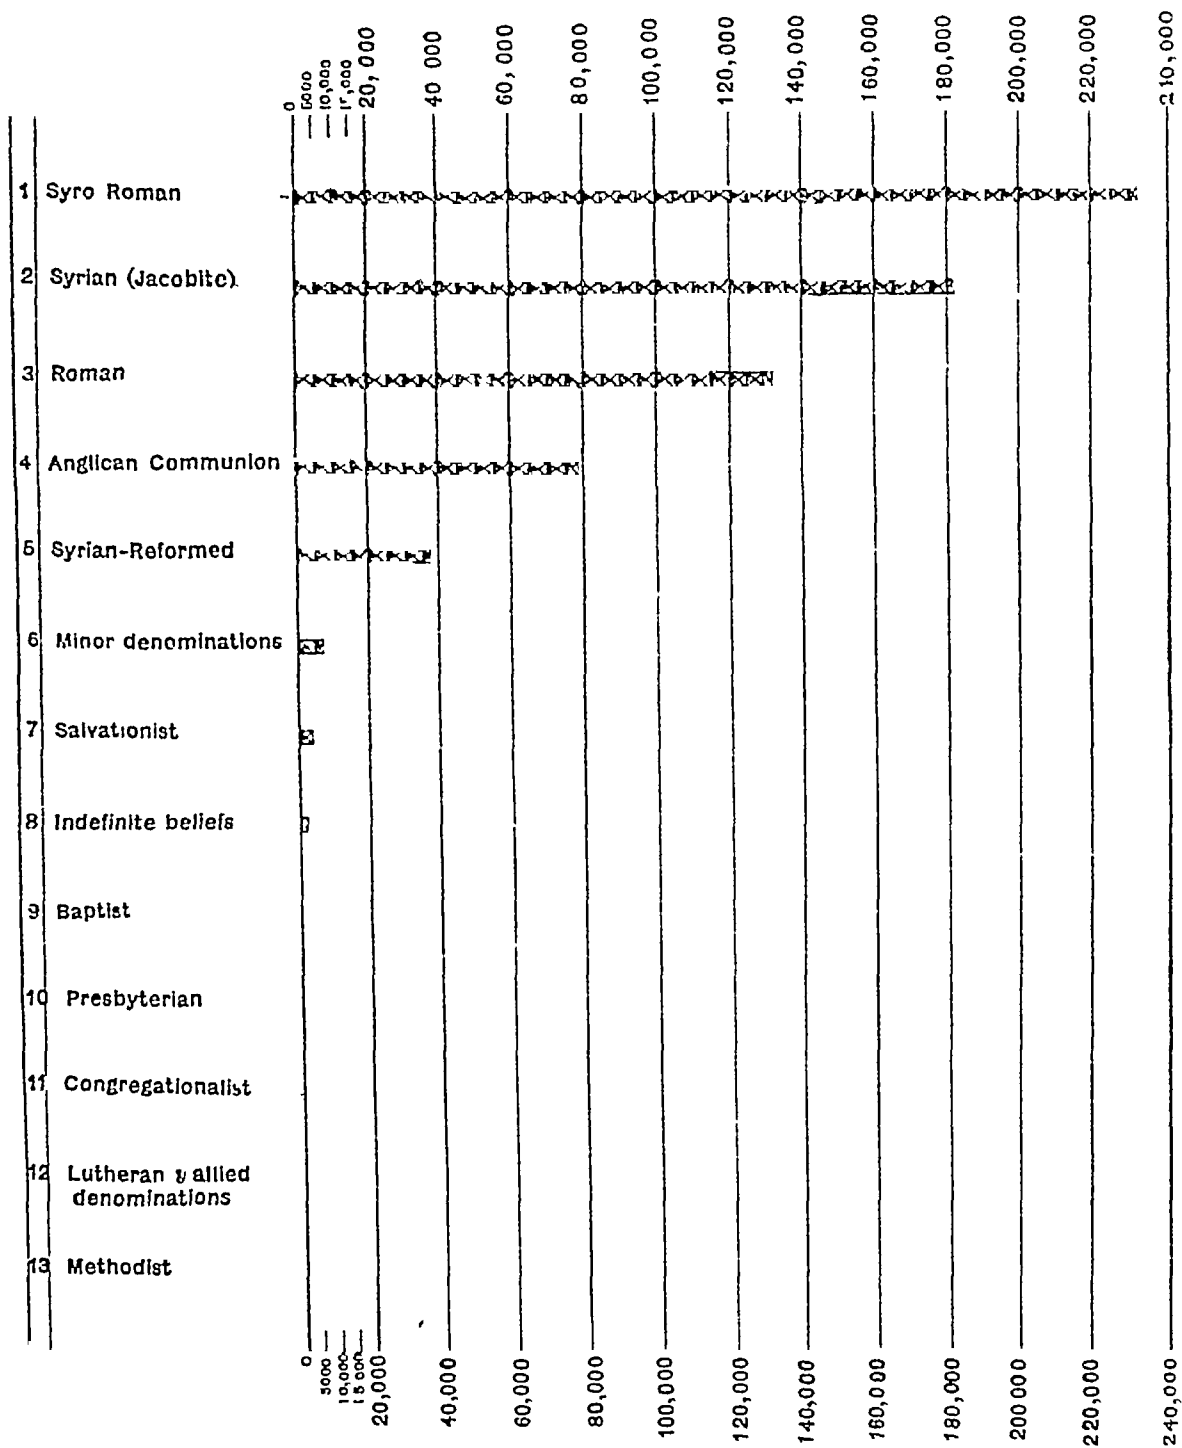 0
5000
10,000
15,000
20,000
40 000
60,000
80,000
100,000
120,000
140,000
160,000
180,000
200,000
220,000
210,000
1 Syro Roman
2 Syrian (Jacobite)
3 Roman
4 Anglican Communion
5 Syrian-Reformed
6 Minor denominations
7 Salvationist
8 Indefinite beliefs
9 Baptist
10 Presbyterian
11 Congregationalist
12 Lutheran & allied
denominations
13 Methodist
0
5000
10,000
15 000
20,000
40,000
60,000
80,000
100,000
120,000
140,000
160,000
180,000
200 000
220,000
240,000